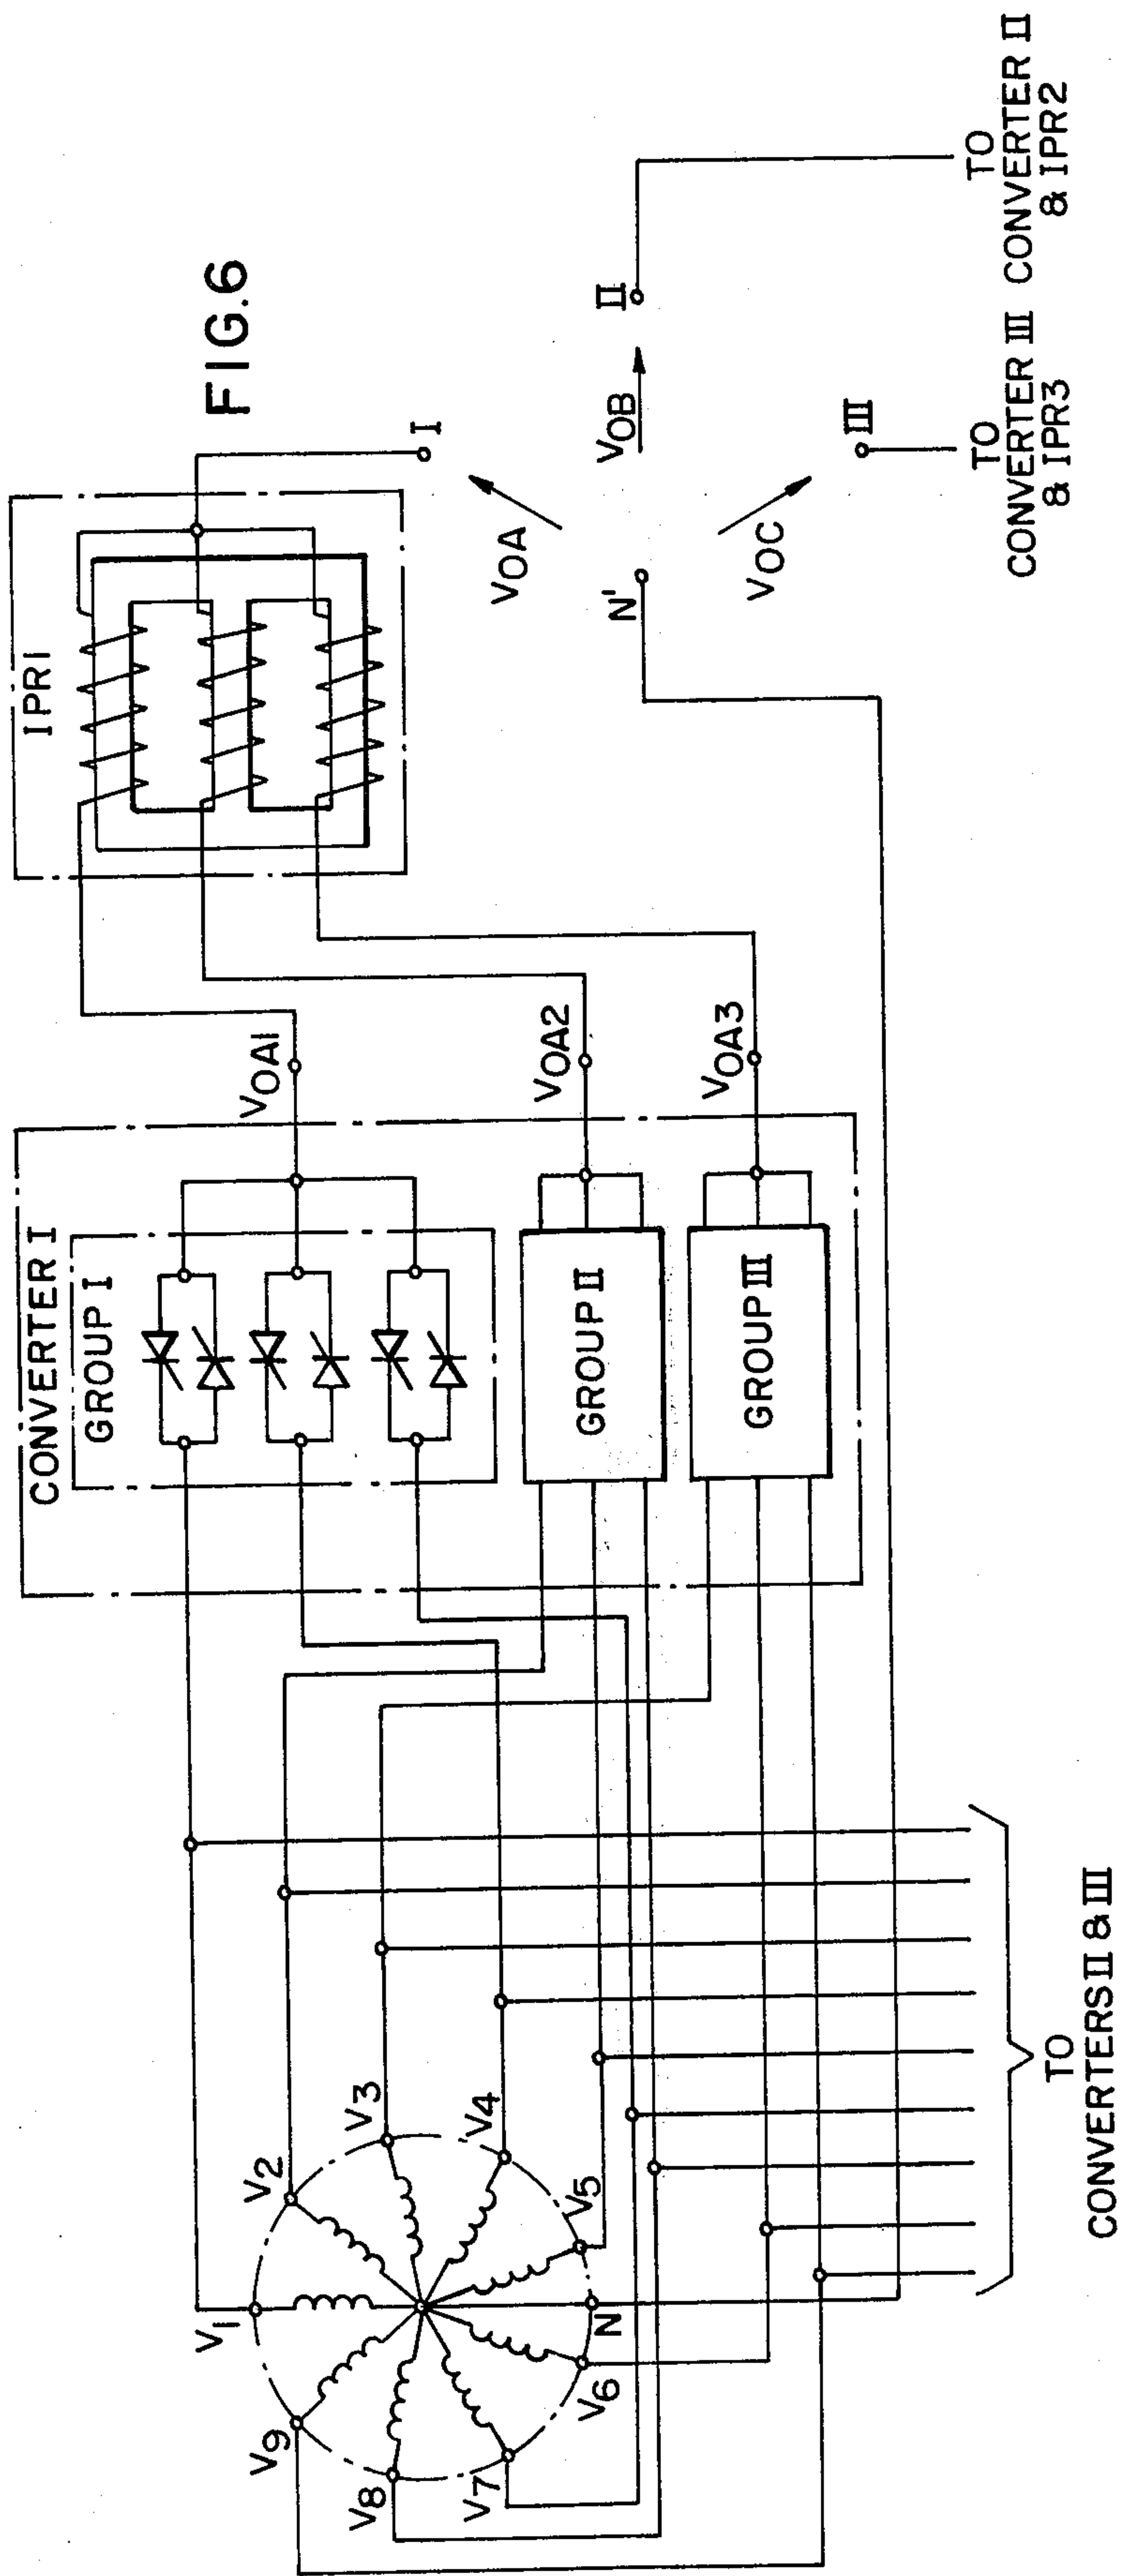 FIG.6
IPR1
CONVERTER I
GROUP I
GROUP II
GROUP III
VOA1
VOA2
VOA3
I
II
III
VOA
VOB
VOC
N'
V1
V2
V3
V4
V5
N
V6
V7
V8
V9
TO
CONVERTERS II & III
TO
CONVERTER III
& IPR3
TO
CONVERTER II
& IPR2